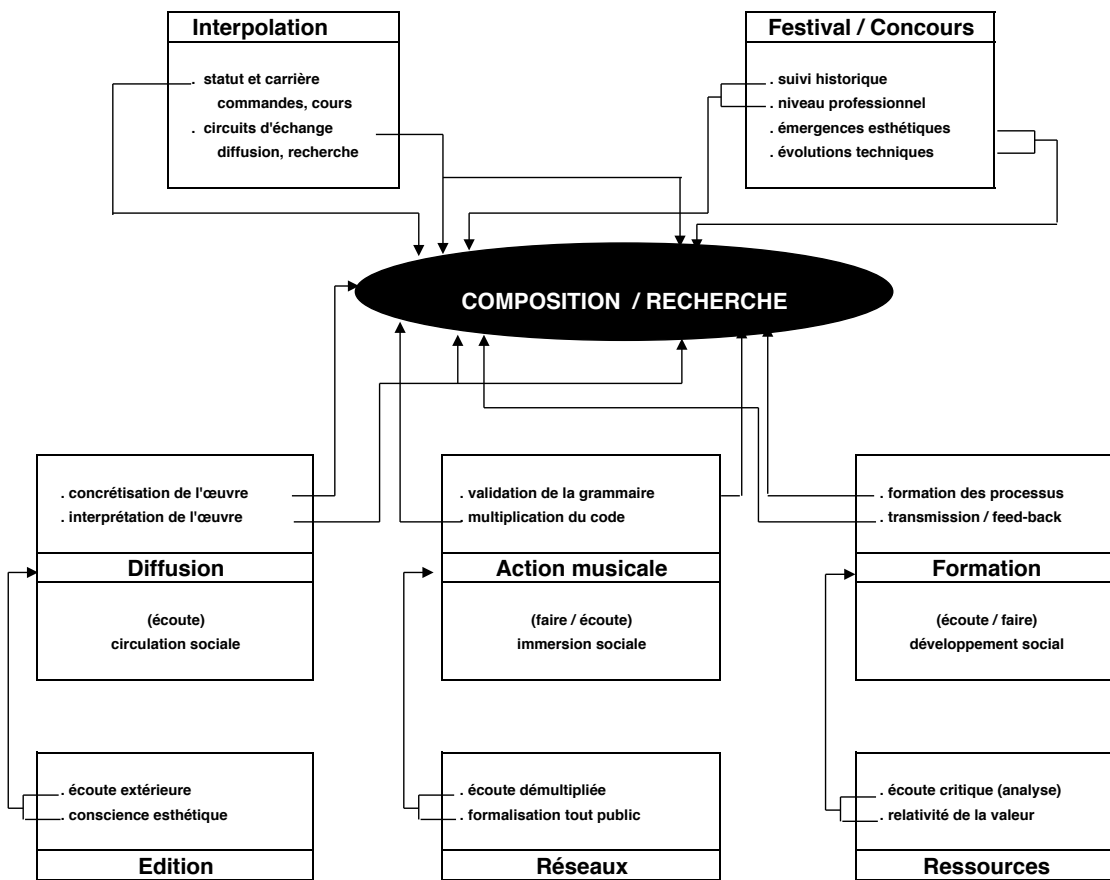 Interpolation
. statut et carrière
commandes, cours
. circuits d'échange
diffusion, recherche
Festival / Concours
. suivi historique
. niveau professionnel
. émergences esthétiques
. évolutions techniques
COMPOSITION / RECHERCHE
. concrétisation de l'œuvre
. interprétation de l'œuvre
Diffusion
(écoute)
circulation sociale
. validation de la grammaire
. multiplication du code
Action musicale
(faire / écoute)
immersion sociale
. formation des processus
. transmission / feed-back
Formation
(écoute / faire)
développement social
. écoute extérieure
. conscience esthétique
Edition
. écoute démultipliée
. formalisation tout public
Réseaux
. écoute critique (analyse)
. relativité de la valeur
Ressources